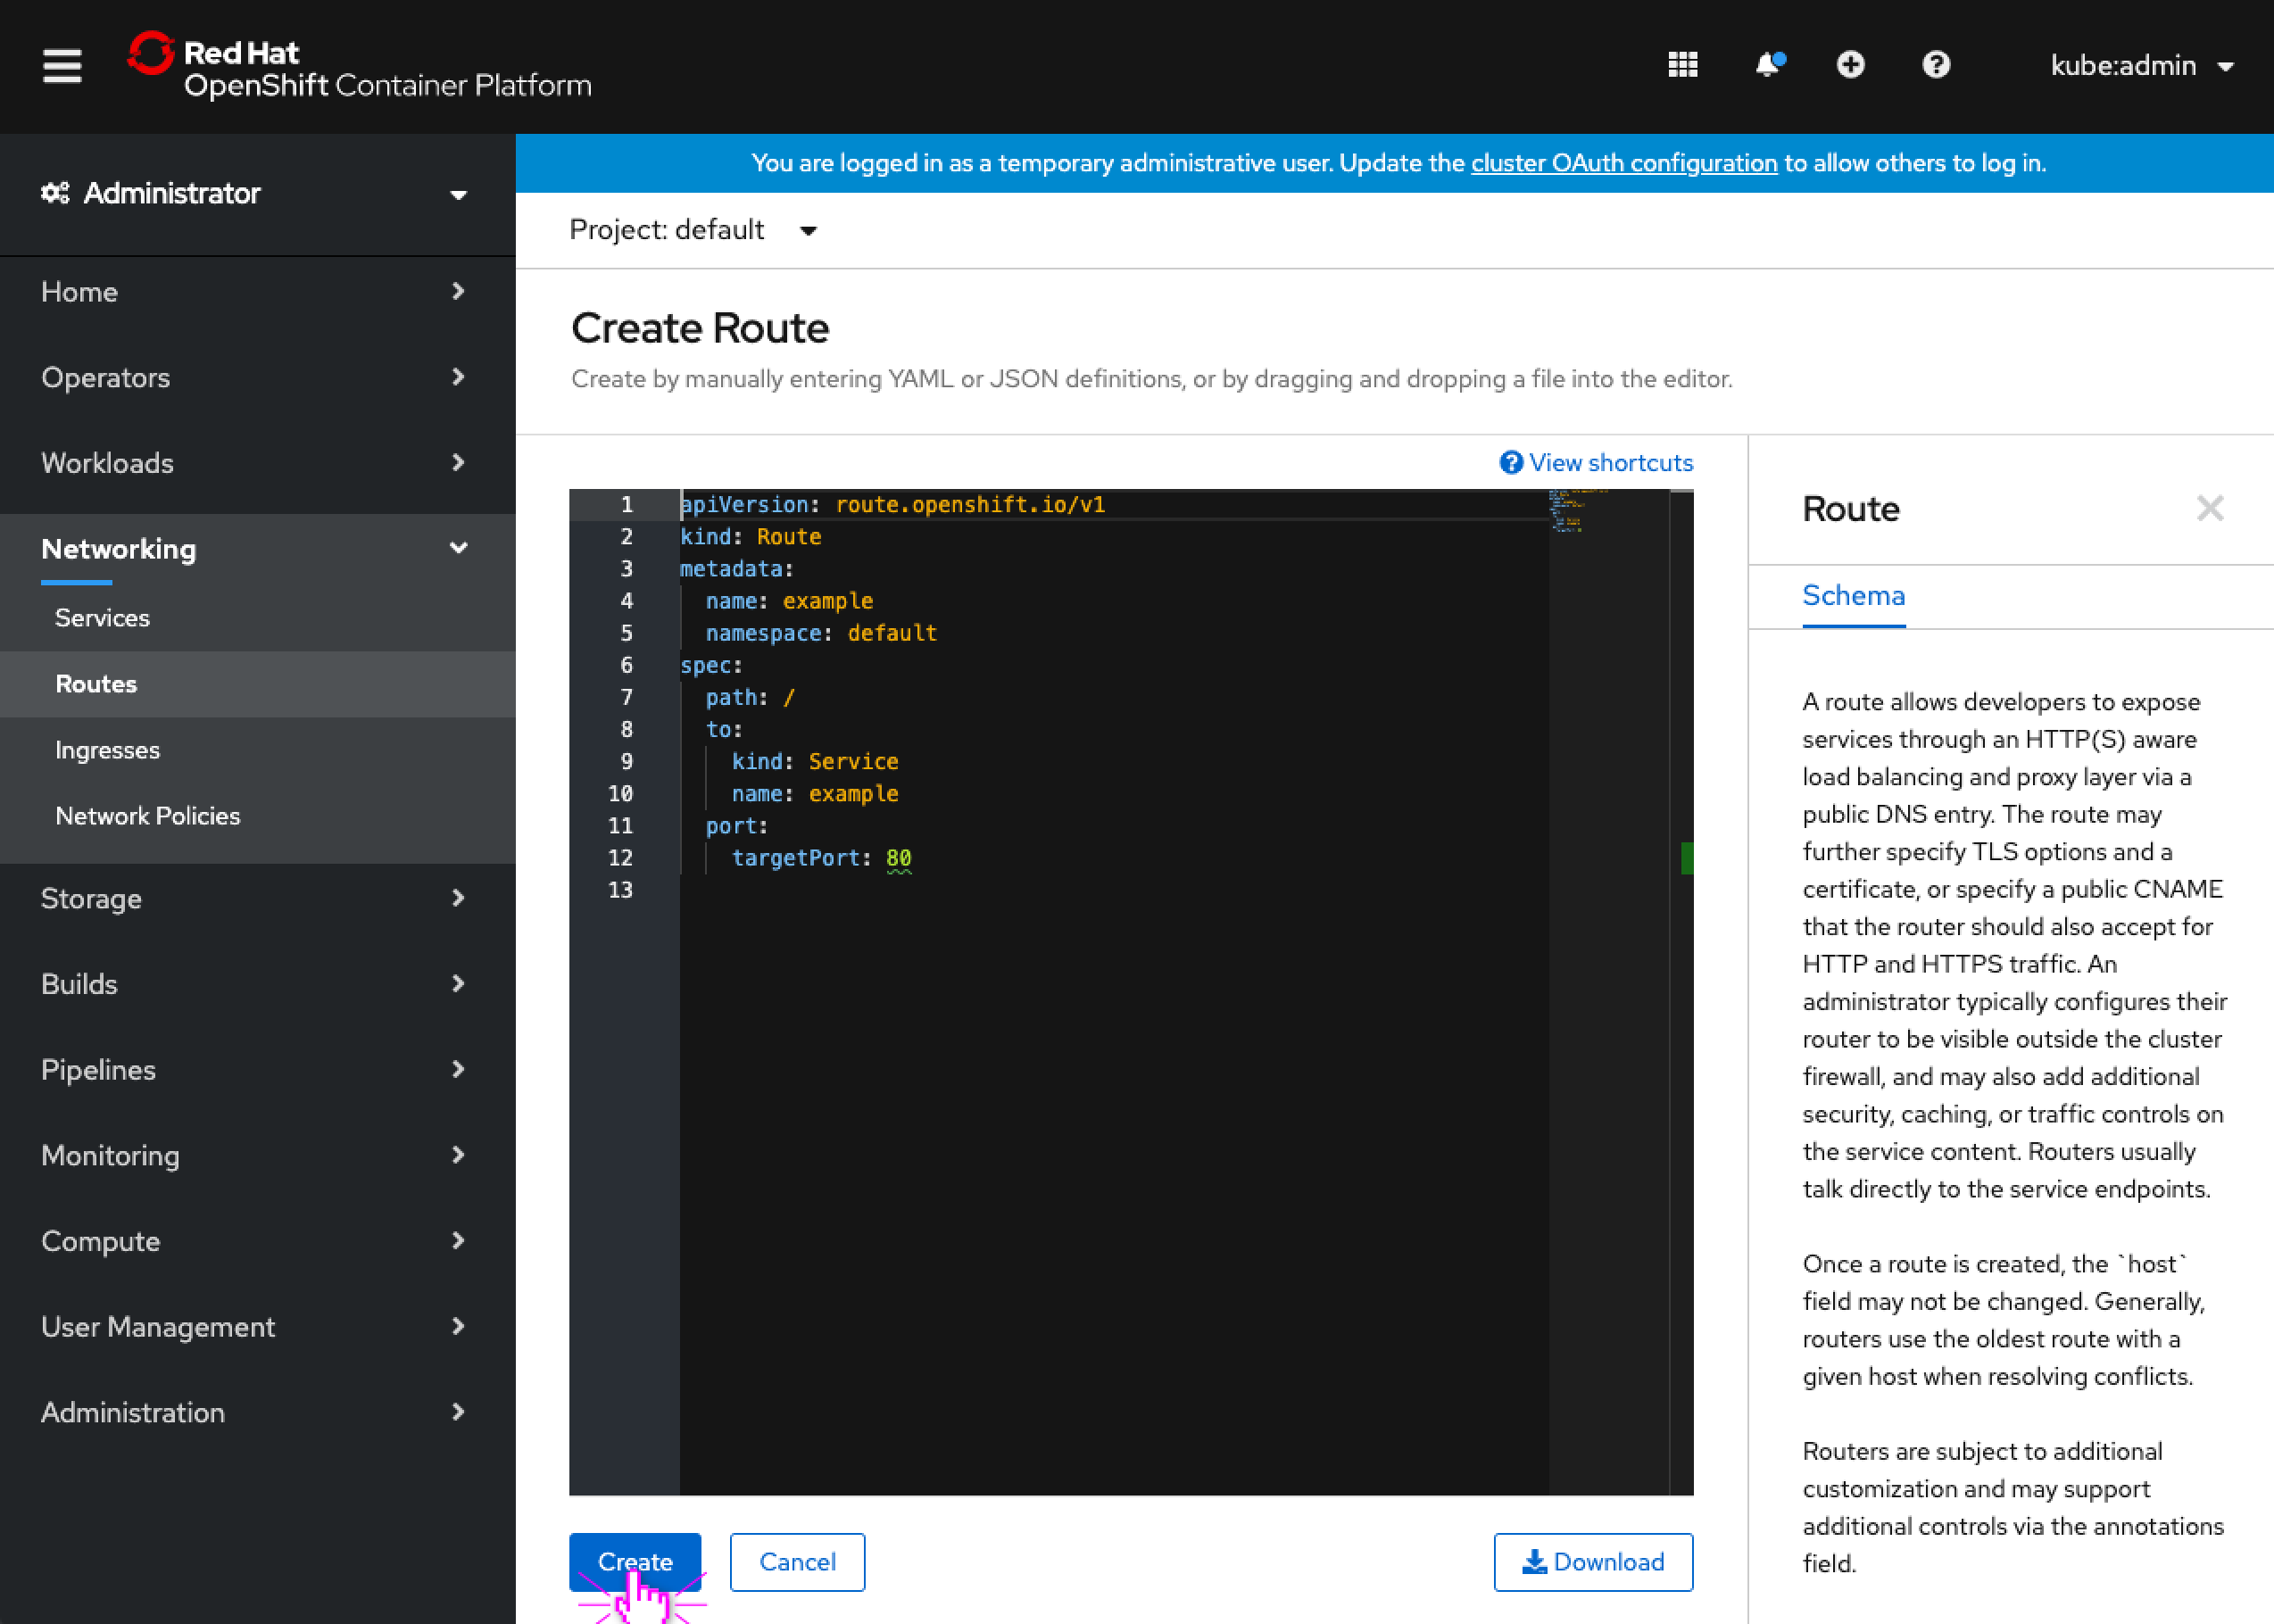 Red Hat
OpenShift Container Platform
kube:admin
Administrator
You are logged in as a temporary administrative user. Update the cluster OAuth configuration to allow others to log in.
Project: default
Home
Operators
Workloads
Networking
Services
Routes
Ingresses
Network Policies
Storage
Builds
Pipelines
Monitoring
Compute
User Management
Administration
Create Route
Create by manually entering YAML or JSON definitions, or by dragging and dropping a file into the editor.
View shortcuts
1 apiVersion: route.openshift.io/v1
2 kind: Route
3 metadata:
4 name: example
5 namespace: default
6 spec:
7 path: /
8 to:
9 kind: Service
10 name: example
11 port:
12 targetPort: 80
13
Create
Cancel
Download
Route
Schema
A route allows developers to expose
services through an HTTP(S) aware
load balancing and proxy layer via a
public DNS entry. The route may
further specify TLS options and a
certificate, or specify a public CNAME
that the router should also accept for
HTTP and HTTPS traffic. An
administrator typically configures their
router to be visible outside the cluster
firewall, and may also add additional
security, caching, or traffic controls on
the service content. Routers usually
talk directly to the service endpoints.
Once a route is created, the `host`
field may not be changed. Generally,
routers use the oldest route with a
given host when resolving conflicts.
Routers are subject to additional
customization and may support
additional controls via the annotations
field.